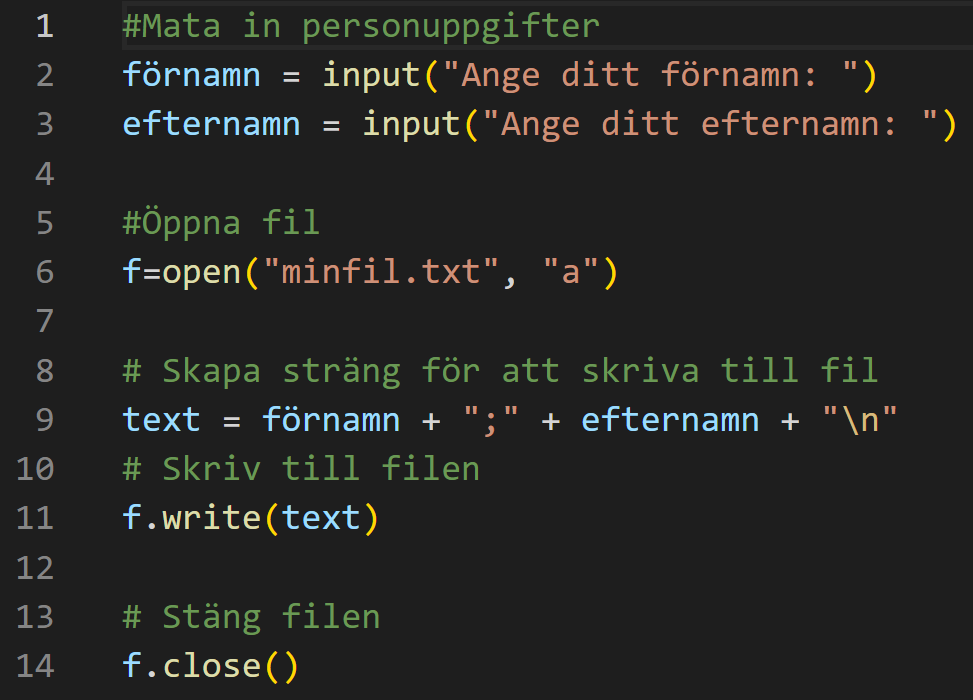 1 #Mata in personuppgifter
2 förnamn = input("Ange ditt förnamn: ")
3 efternamn = input("Ange ditt efternamn: ")
4
5 #Öppna fil
6 f=open("minfil.txt", "a")
7
8 # Skapa sträng för att skriva till fil
9 text = förnamn + ";" + efternamn + "\n"
10 # Skriv till filen
11 f.write(text)
12
13 # Stäng filen
14 f.close()